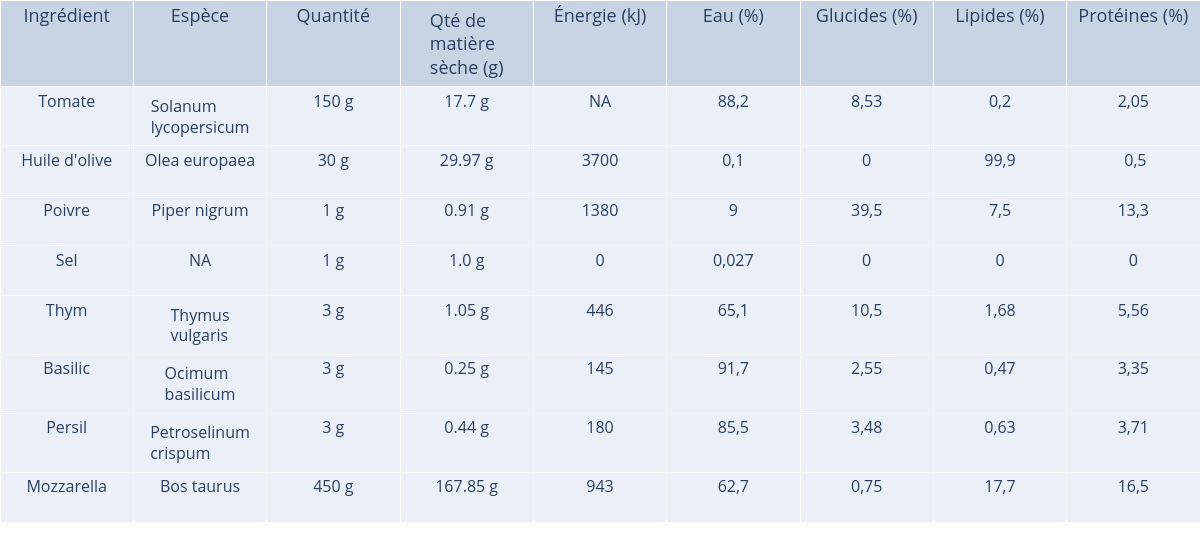 Ingrédient Espèce Quantité Qté de matière sèche (g) Énergie (kJ) Eau (%) Glucides (%) Lipides (%) Protéines (%)
Tomate Solanum lycopersicum 150 g 17.7 g NA 88,2 8,53 0,2 2,05
Huile d'olive Olea europaea 30 g 29.97 g 3700 0,1 0 99,9 0,5
Poivre Piper nigrum 1 g 0.91 g 1380 9 39,5 7,5 13,3
Sel NA 1 g 1.0 g 0 0,027 0 0 0
Thym Thymus vulgaris 3 g 1.05 g 446 65,1 10,5 1,68 5,56
Basilic Ocimum basilicum 3 g 0.25 g 145 91,7 2,55 0,47 3,35
Persil Petroselinum crispum 3 g 0.44 g 180 85,5 3,48 0,63 3,71
Mozzarella Bos taurus 450 g 167.85 g 943 62,7 0,75 17,7 16,5